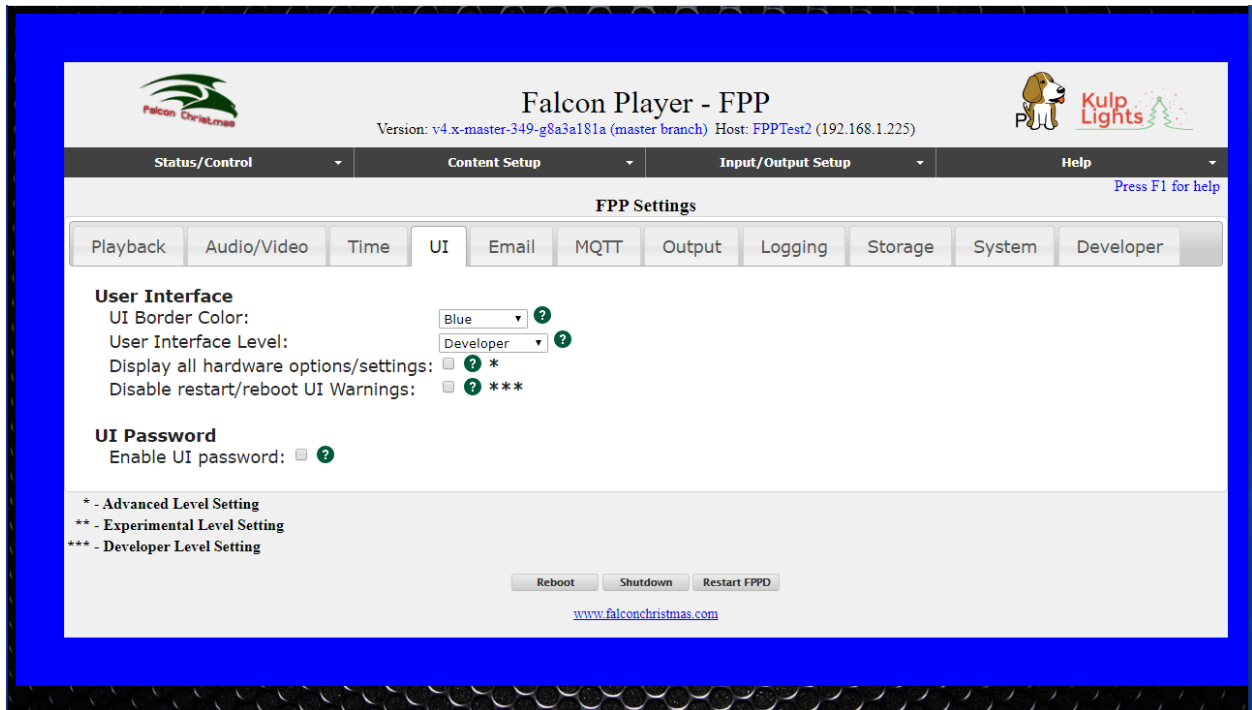 Falcon Christmas
Falcon Player - FPP
Version: v4.x-master-349-g8a3a181a (master branch) Host: FPPTest2 (192.168.1.225)
PiHi
Kulp
Lights
Status/Control Content Setup Input/Output Setup Help
Press F1 for help
FPP Settings
Playback Audio/Video Time UI Email MQTT Output Logging Storage System Developer
User Interface
UI Border Color: Blue ?
User Interface Level: Developer ?
Display all hardware options/settings: ? *
Disable restart/reboot UI Warnings: ? ***
UI Password
Enable UI password: ?
* - Advanced Level Setting
** - Experimental Level Setting
*** - Developer Level Setting
Reboot Shutdown Restart FPPD
www.falconchristmas.com